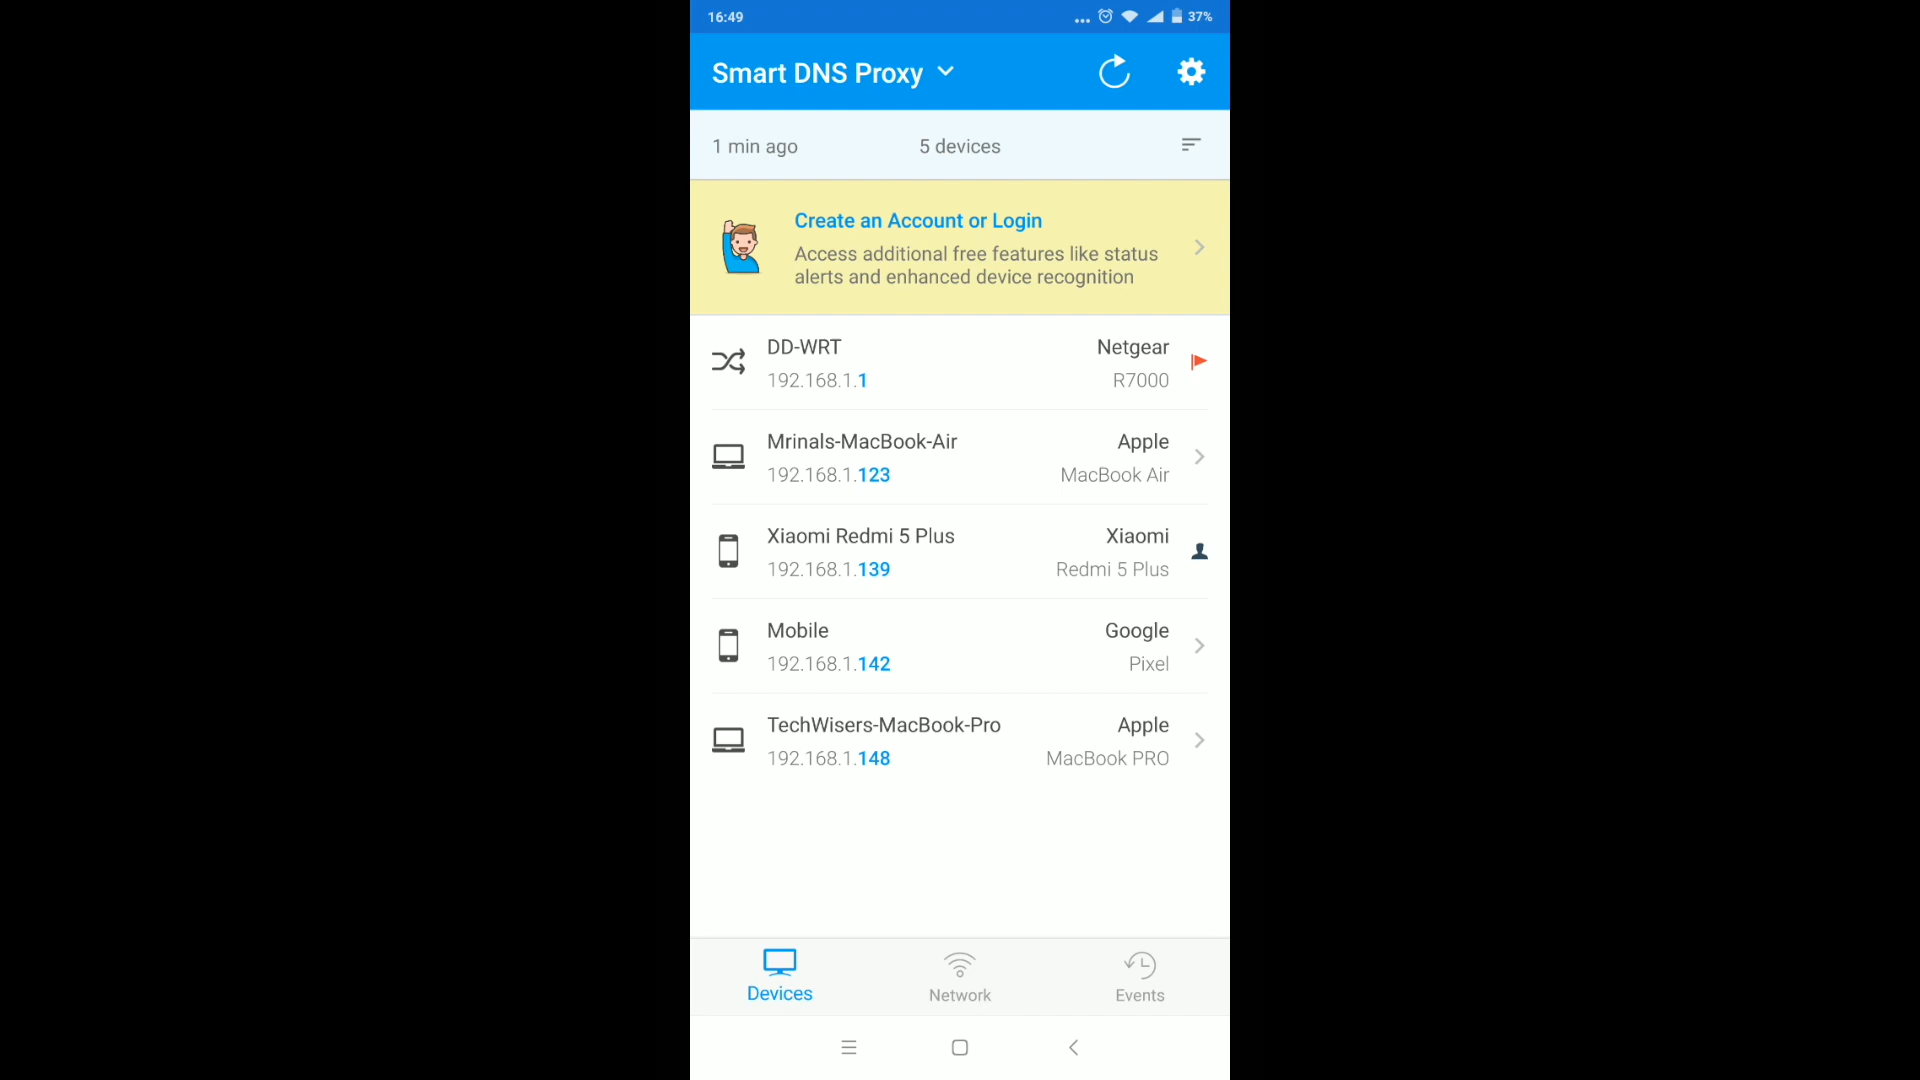 16:49
37%
Smart DNS Proxy
1 min ago
5 devices
Create an Account or Login
Access additional free features like status
alerts and enhanced device recognition
DD-WRT
Netgear
192.168.1.1
R7000
Mrinals-MacBook-Air
Apple
192.168.1.123
MacBook Air
Xiaomi Redmi 5 Plus
Xiaomi
192.168.1.139
Redmi 5 Plus
Mobile
Google
192.168.1.142
Pixel
TechWisers-MacBook-Pro
Apple
192.168.1.148
MacBook PRO
Devices
Network
Events